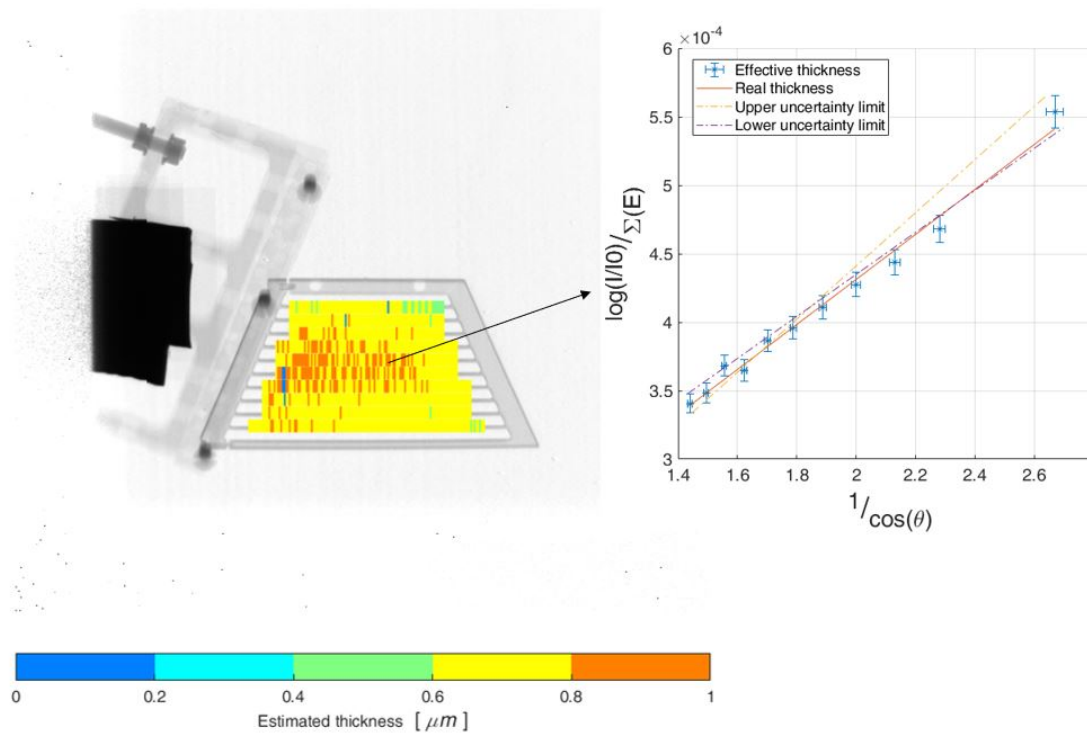 ×10⁻⁴
6
5.5
5
4.5
4
3.5
3
log(I/I0)/Σ(E)
Effective thickness
Real thickness
Upper uncertainty limit
Lower uncertainty limit
1.4 1.6 1.8 2 2.2 2.4 2.6
1/cos(θ)
0 0.2 0.4 0.6 0.8 1
Estimated thickness [ μm ]